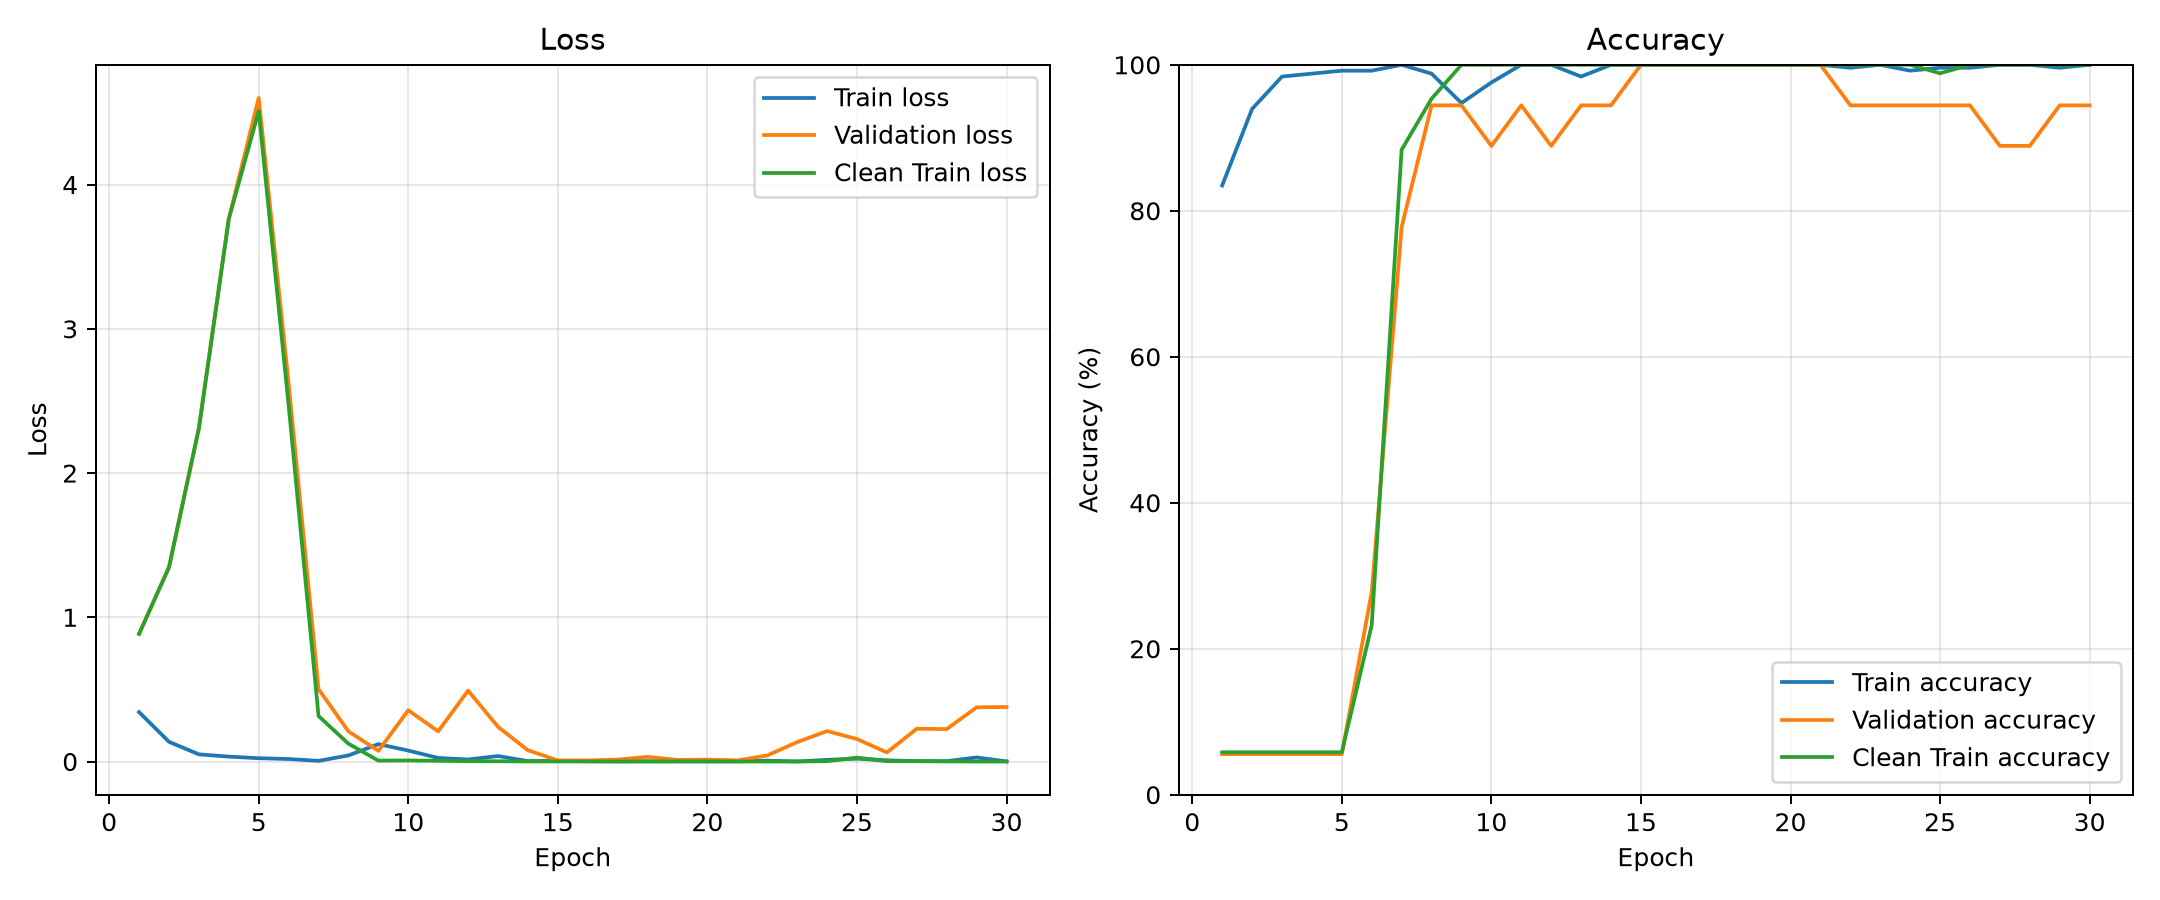 Loss
Loss
4
3
2
1
0
0 5 10 15 20 25 30
Epoch
Train loss
Validation loss
Clean Train loss
Accuracy
Accuracy (%)
100
80
60
40
20
0
0 5 10 15 20 25 30
Epoch
Train accuracy
Validation accuracy
Clean Train accuracy